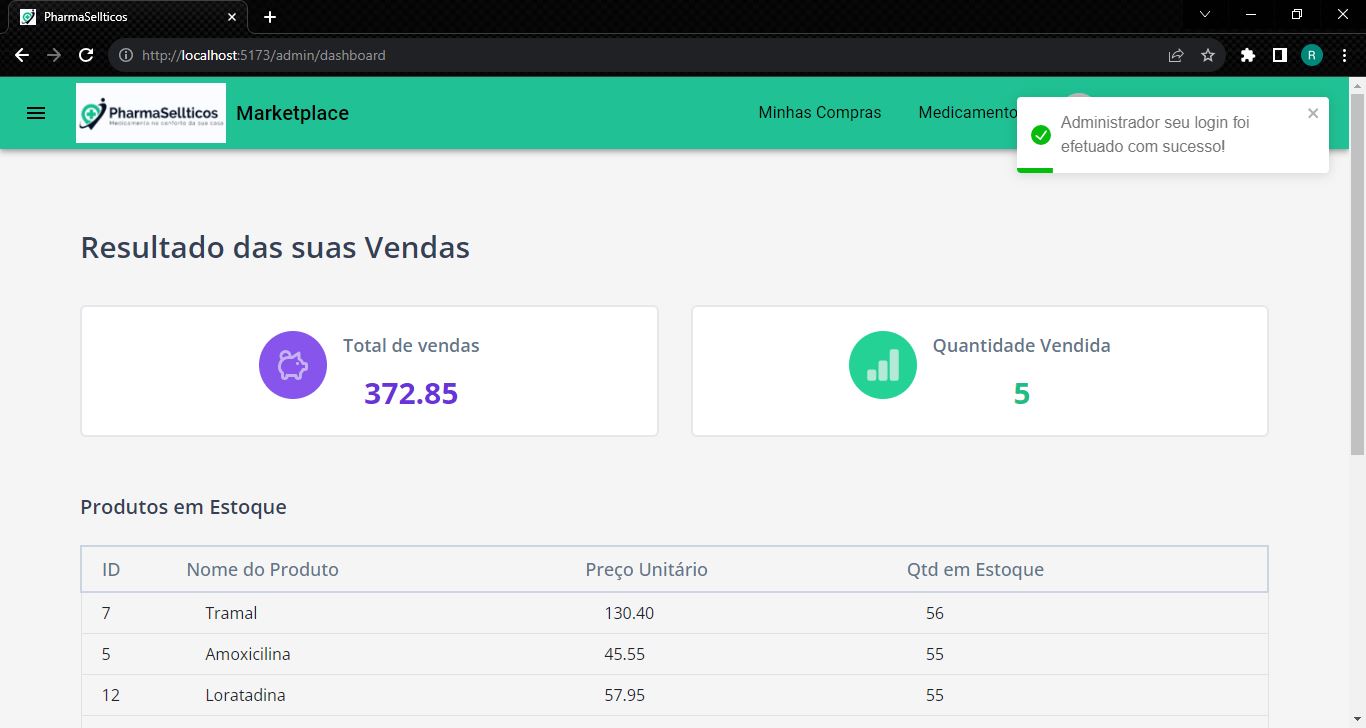 PharmaSellticos
http://localhost:5173/admin/dashboard
R
PharmaSellticos
Medicamento no conforto da sua casa
Marketplace
Minhas Compras
Medicamento
Administrador seu login foi
efetuado com sucesso!
Resultado das suas Vendas
Total de vendas
372.85
Quantidade Vendida
5
Produtos em Estoque
ID Nome do Produto Preço Unitário Qtd em Estoque
7 Tramal 130.40 56
5 Amoxicilina 45.55 55
12 Loratadina 57.95 55